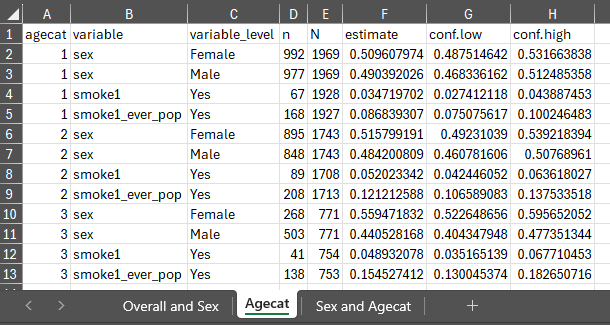 A B C D E F G H
1 agecat variable variable_level n N estimate conf.low conf.high
2 1 sex Female 992 1969 0.509607974 0.487514642 0.531663838
3 1 sex Male 977 1969 0.490392026 0.468336162 0.512485358
4 1 smoke1 Yes 67 1928 0.034719702 0.027412118 0.043887453
5 1 smoke1_ever_pop Yes 168 1927 0.086839307 0.075075617 0.100246483
6 2 sex Female 895 1743 0.515799191 0.49231039 0.539218394
7 2 sex Male 848 1743 0.484200809 0.460781606 0.50768961
8 2 smoke1 Yes 89 1708 0.052023342 0.042446052 0.063618027
9 2 smoke1_ever_pop Yes 208 1713 0.121212588 0.106589083 0.137533518
10 3 sex Female 268 771 0.559471832 0.522648656 0.595652052
11 3 sex Male 503 771 0.440528168 0.404347948 0.477351344
12 3 smoke1 Yes 41 754 0.048932078 0.035165139 0.067710453
13 3 smoke1_ever_pop Yes 138 753 0.154527412 0.130045374 0.182650716
Overall and Sex Agecat Sex and Agecat